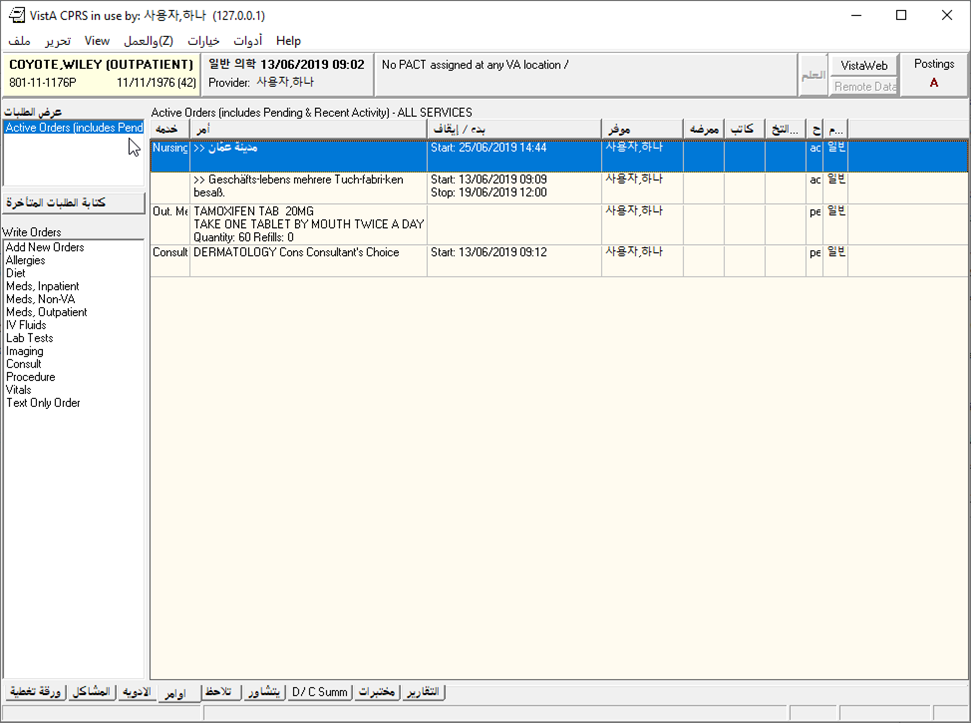 VistA CPRS in use by: 사용자,하나 (127.0.0.1)
ملف تحرير View والعمل(Z) خيارات أدوات Help
COYOTE,WILEY (OUTPATIENT)
801-11-1176P 11/11/1976 (42)
일반 의학 13/06/2019 09:02
Provider: 사용자,하나
No PACT assigned at any VA location /
العلم
VistaWeb
Remote Data
Postings
A
عرض الطلبات
Active Orders (includes Pend
كتابة الطلبات المتأخرة
Write Orders
Add New Orders
Allergies
Diet
Meds, Inpatient
Meds, Non-VA
Meds, Outpatient
IV Fluids
Lab Tests
Imaging
Consult
Procedure
Vitals
Text Only Order
Active Orders (includes Pending & Recent Activity) - ALL SERVICES
خدمه أمر بدء / إيقاف موفر ممرضه كاتب التخ... ح م...
Nursing >> مدينة عمّان Start: 25/06/2019 14:44 사용자,하나 ac 일반
>> Geschäfts-lebens mehrere Tuch-fabri-ken Start: 13/06/2019 09:09 사용자,하나 ac 일반
besaß. Stop: 19/06/2019 12:00
Out. Me TAMOXIFEN TAB 20MG 사용자,하나 pe 일반
TAKE ONE TABLET BY MOUTH TWICE A DAY
Quantity: 60 Refills: 0
Consult DERMATOLOGY Cons Consultant's Choice Start: 13/06/2019 09:12 사용자,하나 pe 일반
ورقة تغطية المشاكل الادويه اوامر تلاحظ يتشاور D/C Summ مختبرات التقارير